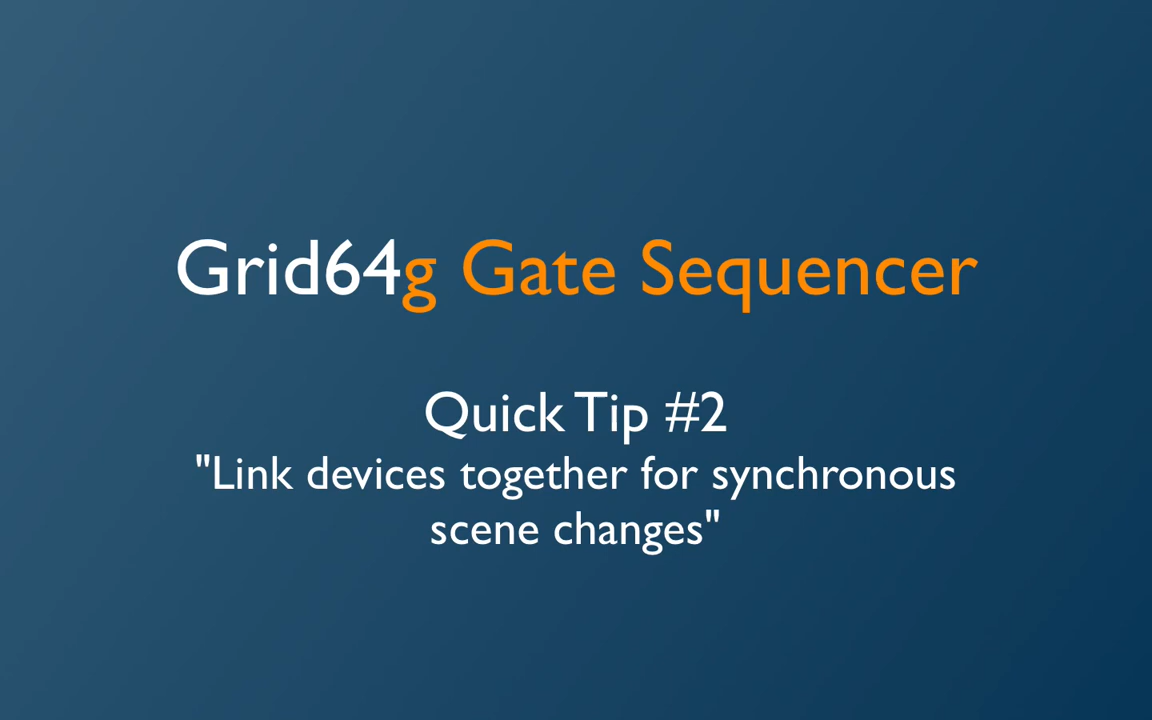 Grid64g Gate Sequencer
Quick Tip #2
"Link devices together for synchronous
scene changes"